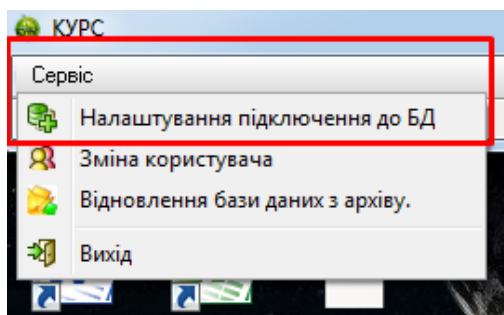 КУРС
Сервіс
Налаштування підключення до БД
Зміна користувача
Відновлення бази даних з архіву.
Вихід